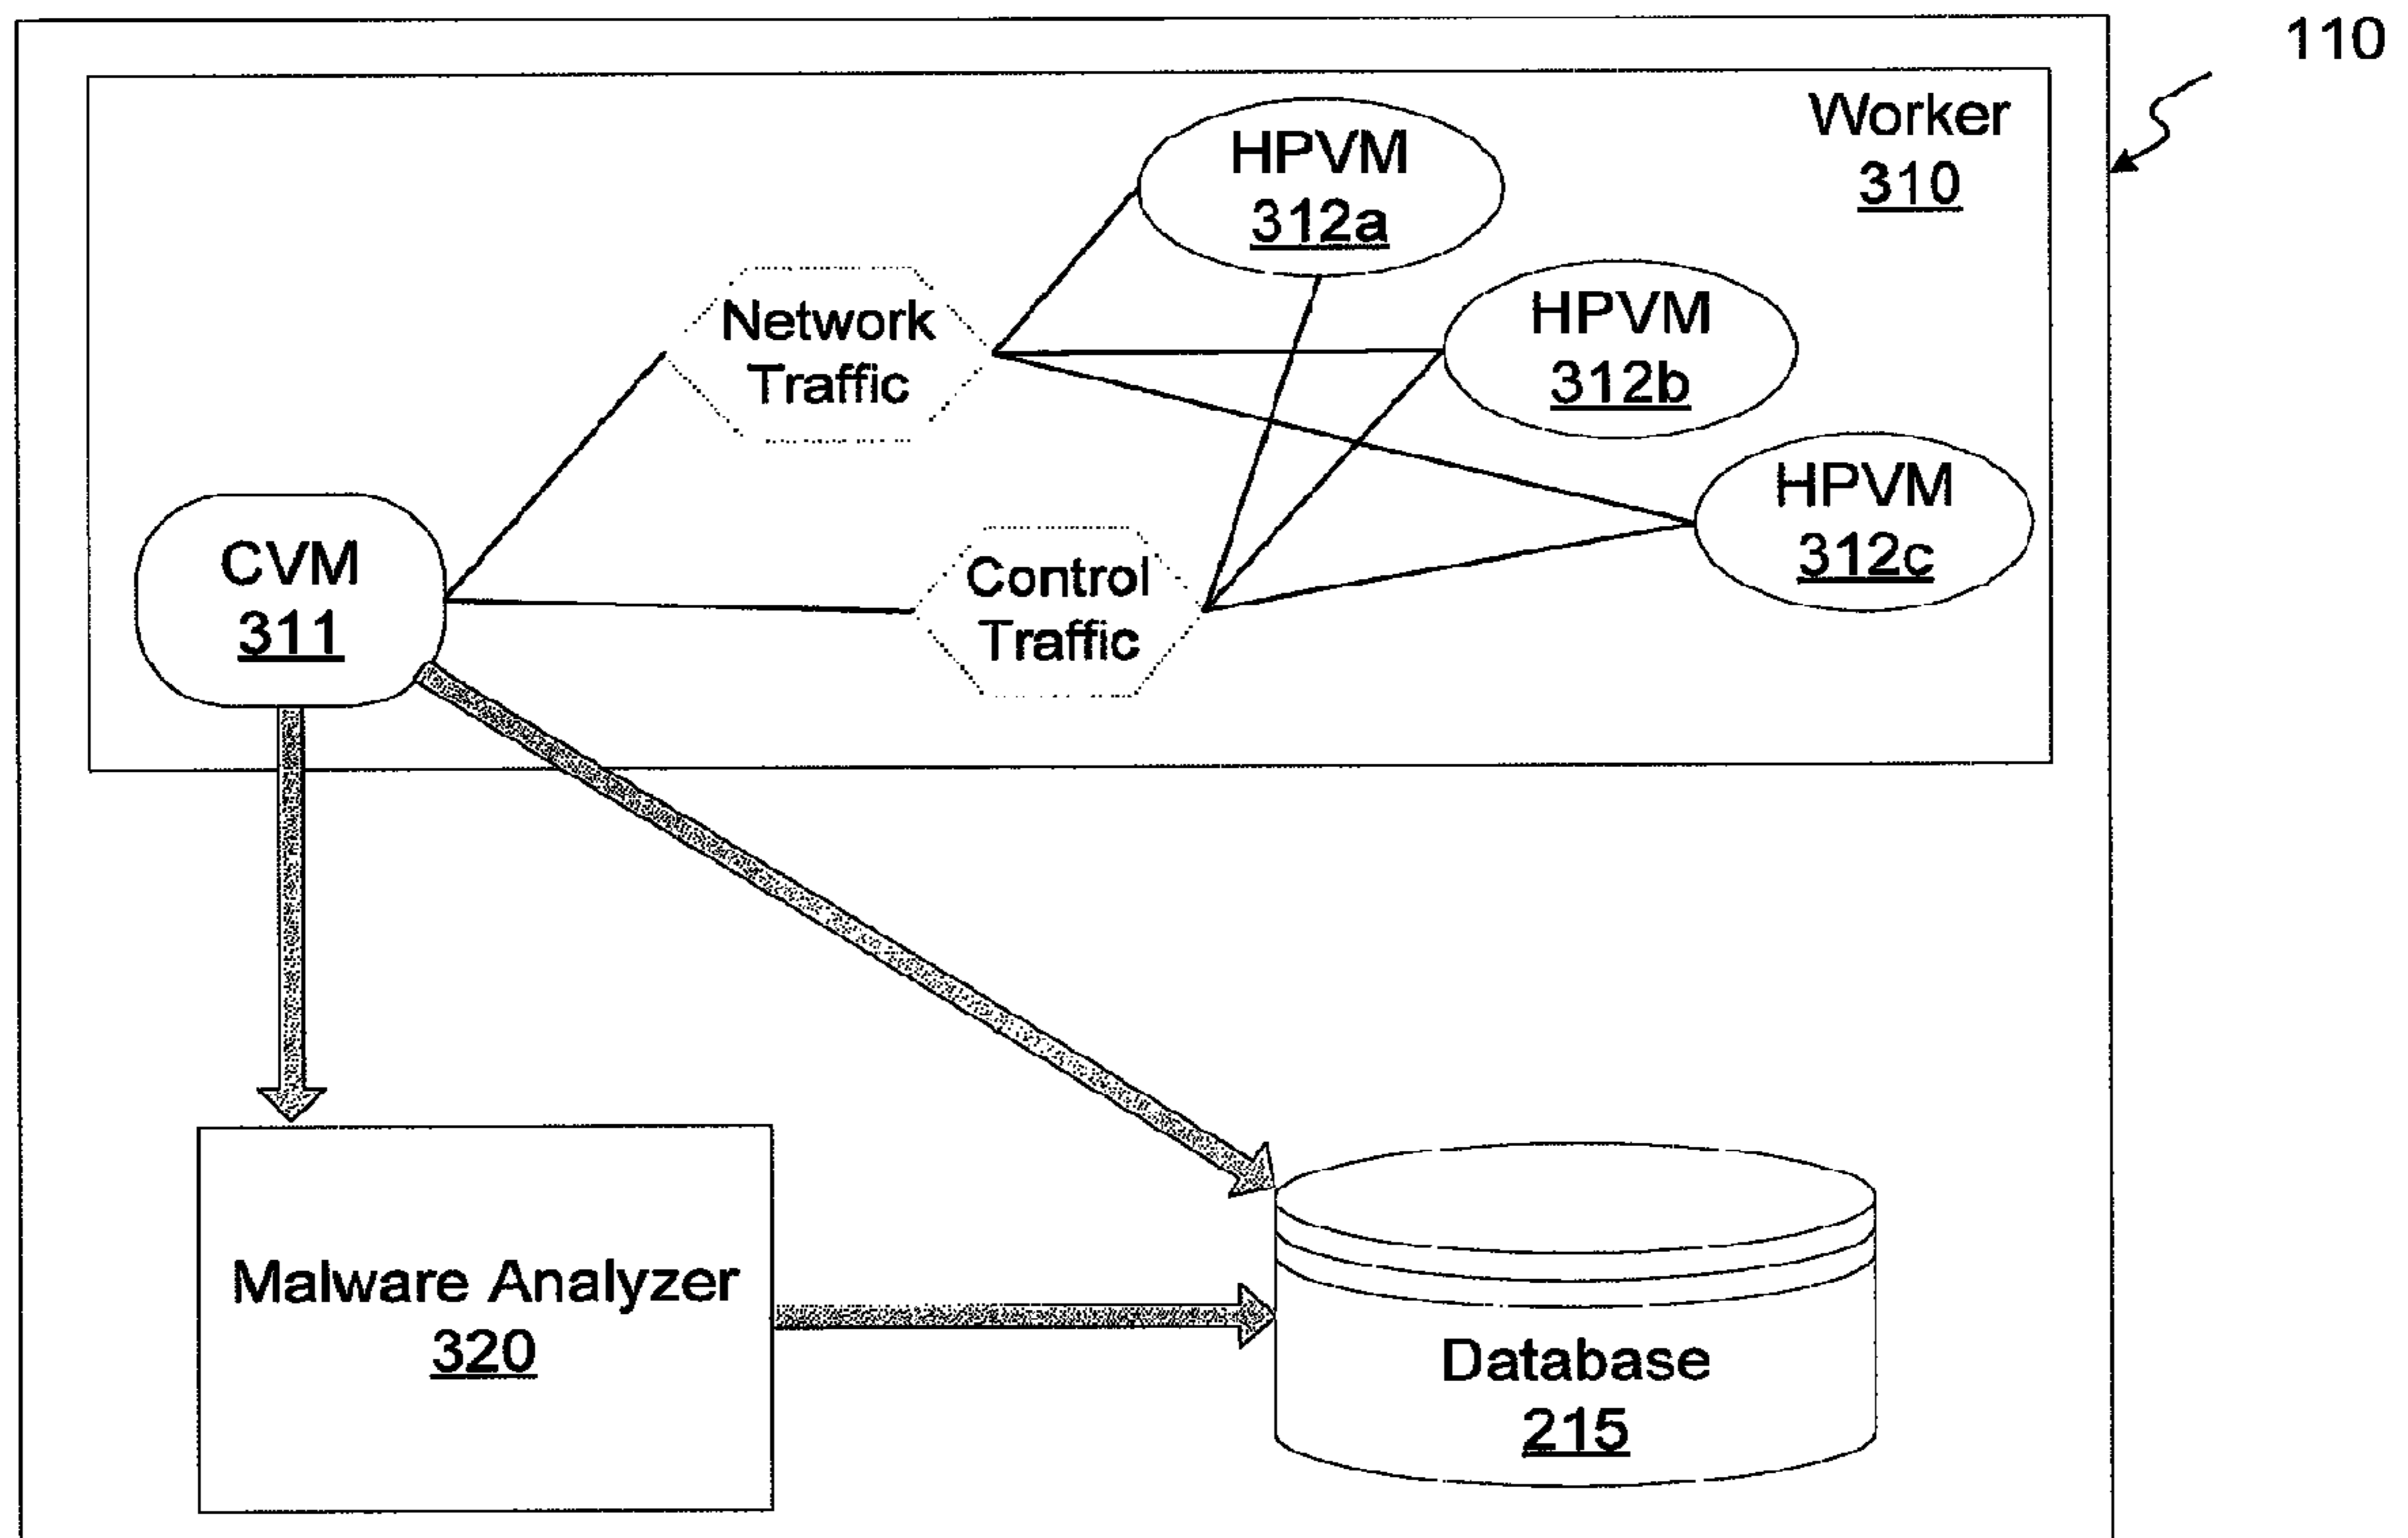 110
Worker
310
HPVM
312a
HPVM
312b
HPVM
312c
Network
Traffic
Control
Traffic
CVM
311
Malware Analyzer
320
Database
215